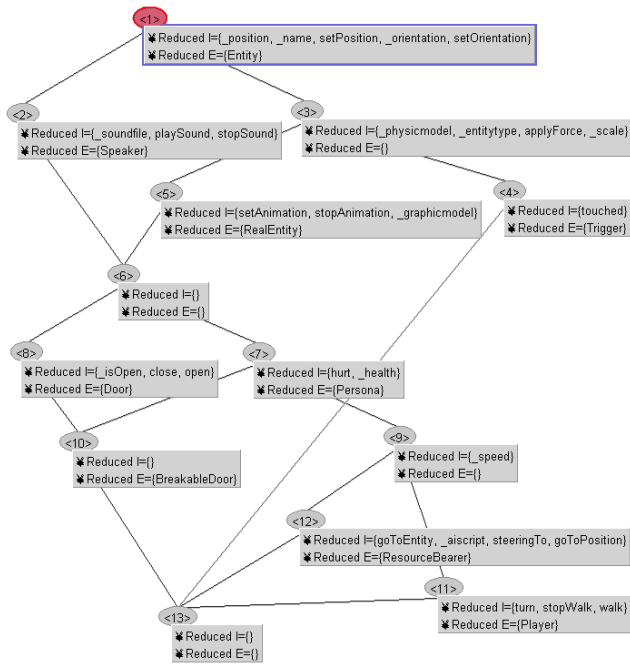 <1>
¥ Reduced I={_position, _name, setPosition, _orientation, setOrientation}
¥ Reduced E={Entity}
<2>
¥ Reduced I={_soundfile, playSound, stopSound}
¥ Reduced E={Speaker}
<3>
¥ Reduced I={_physicmodel, _entitytype, applyForce, _scale}
¥ Reduced E={}
<5>
¥ Reduced I={setAnimation, stopAnimation, _graphicmodel}
¥ Reduced E={RealEntity}
<4>
¥ Reduced I={touched}
¥ Reduced E={Trigger}
<6>
¥ Reduced I={}
¥ Reduced E={}
<8>
¥ Reduced I={_isOpen, close, open}
¥ Reduced E={Door}
<7>
¥ Reduced I={hurt, _health}
¥ Reduced E={Persona}
<10>
¥ Reduced I={}
¥ Reduced E={BreakableDoor}
<9>
¥ Reduced I={_speed}
¥ Reduced E={}
<12>
¥ Reduced I={goToEntity, _aiscript, steeringTo, goToPosition}
¥ Reduced E={ResourceBearer}
<11>
¥ Reduced I={turn, stopWalk, walk}
¥ Reduced E={Player}
<13>
¥ Reduced I={}
¥ Reduced E={}